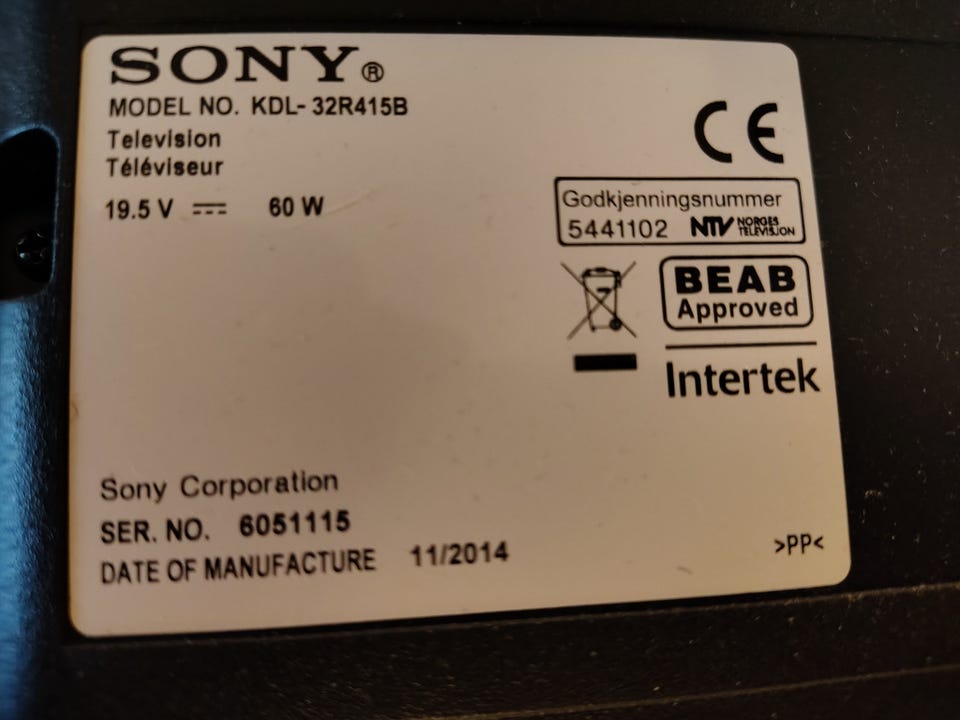 SONY®
MODEL NO. KDL-32R415B
Television
Téléviseur
19.5 V ⎓ 60 W
CE
Godkjenningsnummer
5441102 NTV NORGES TELEVISJON
BEAB
Approved
Intertek
Sony Corporation
SER. NO. 6051115
DATE OF MANUFACTURE 11/2014
>PP<